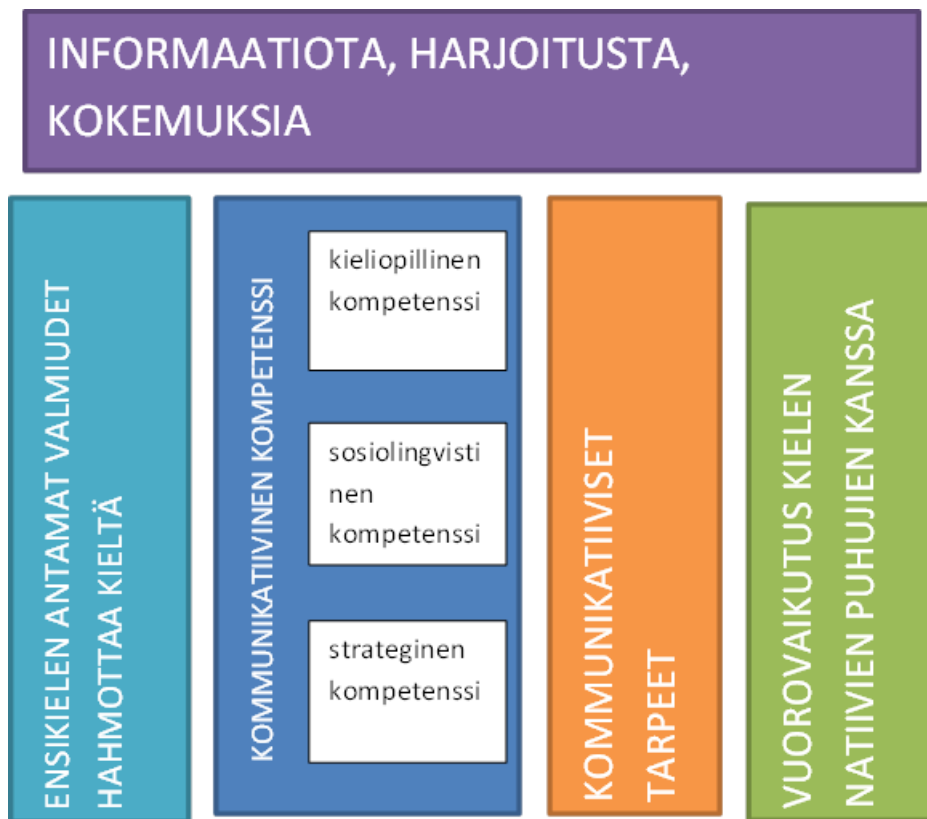 INFORMAATIOTA, HARJOITUSTA,
KOKEMUKSIA
ENSIKIELEN ANTAMAT VALMIUDET
HAHMOTTAA KIELTÄ
KOMMUNIKATIIVINEN KOMPETENSSI
kieliopillinen
kompetenssi
sosiolingvisti
nen
kompetenssi
strateginen
kompetenssi
KOMMUNIKATIIVISET
TARPEET
VUOROVAIKUTUS KIELEN
NATIIVIEN PUHUJIEN KANSSA